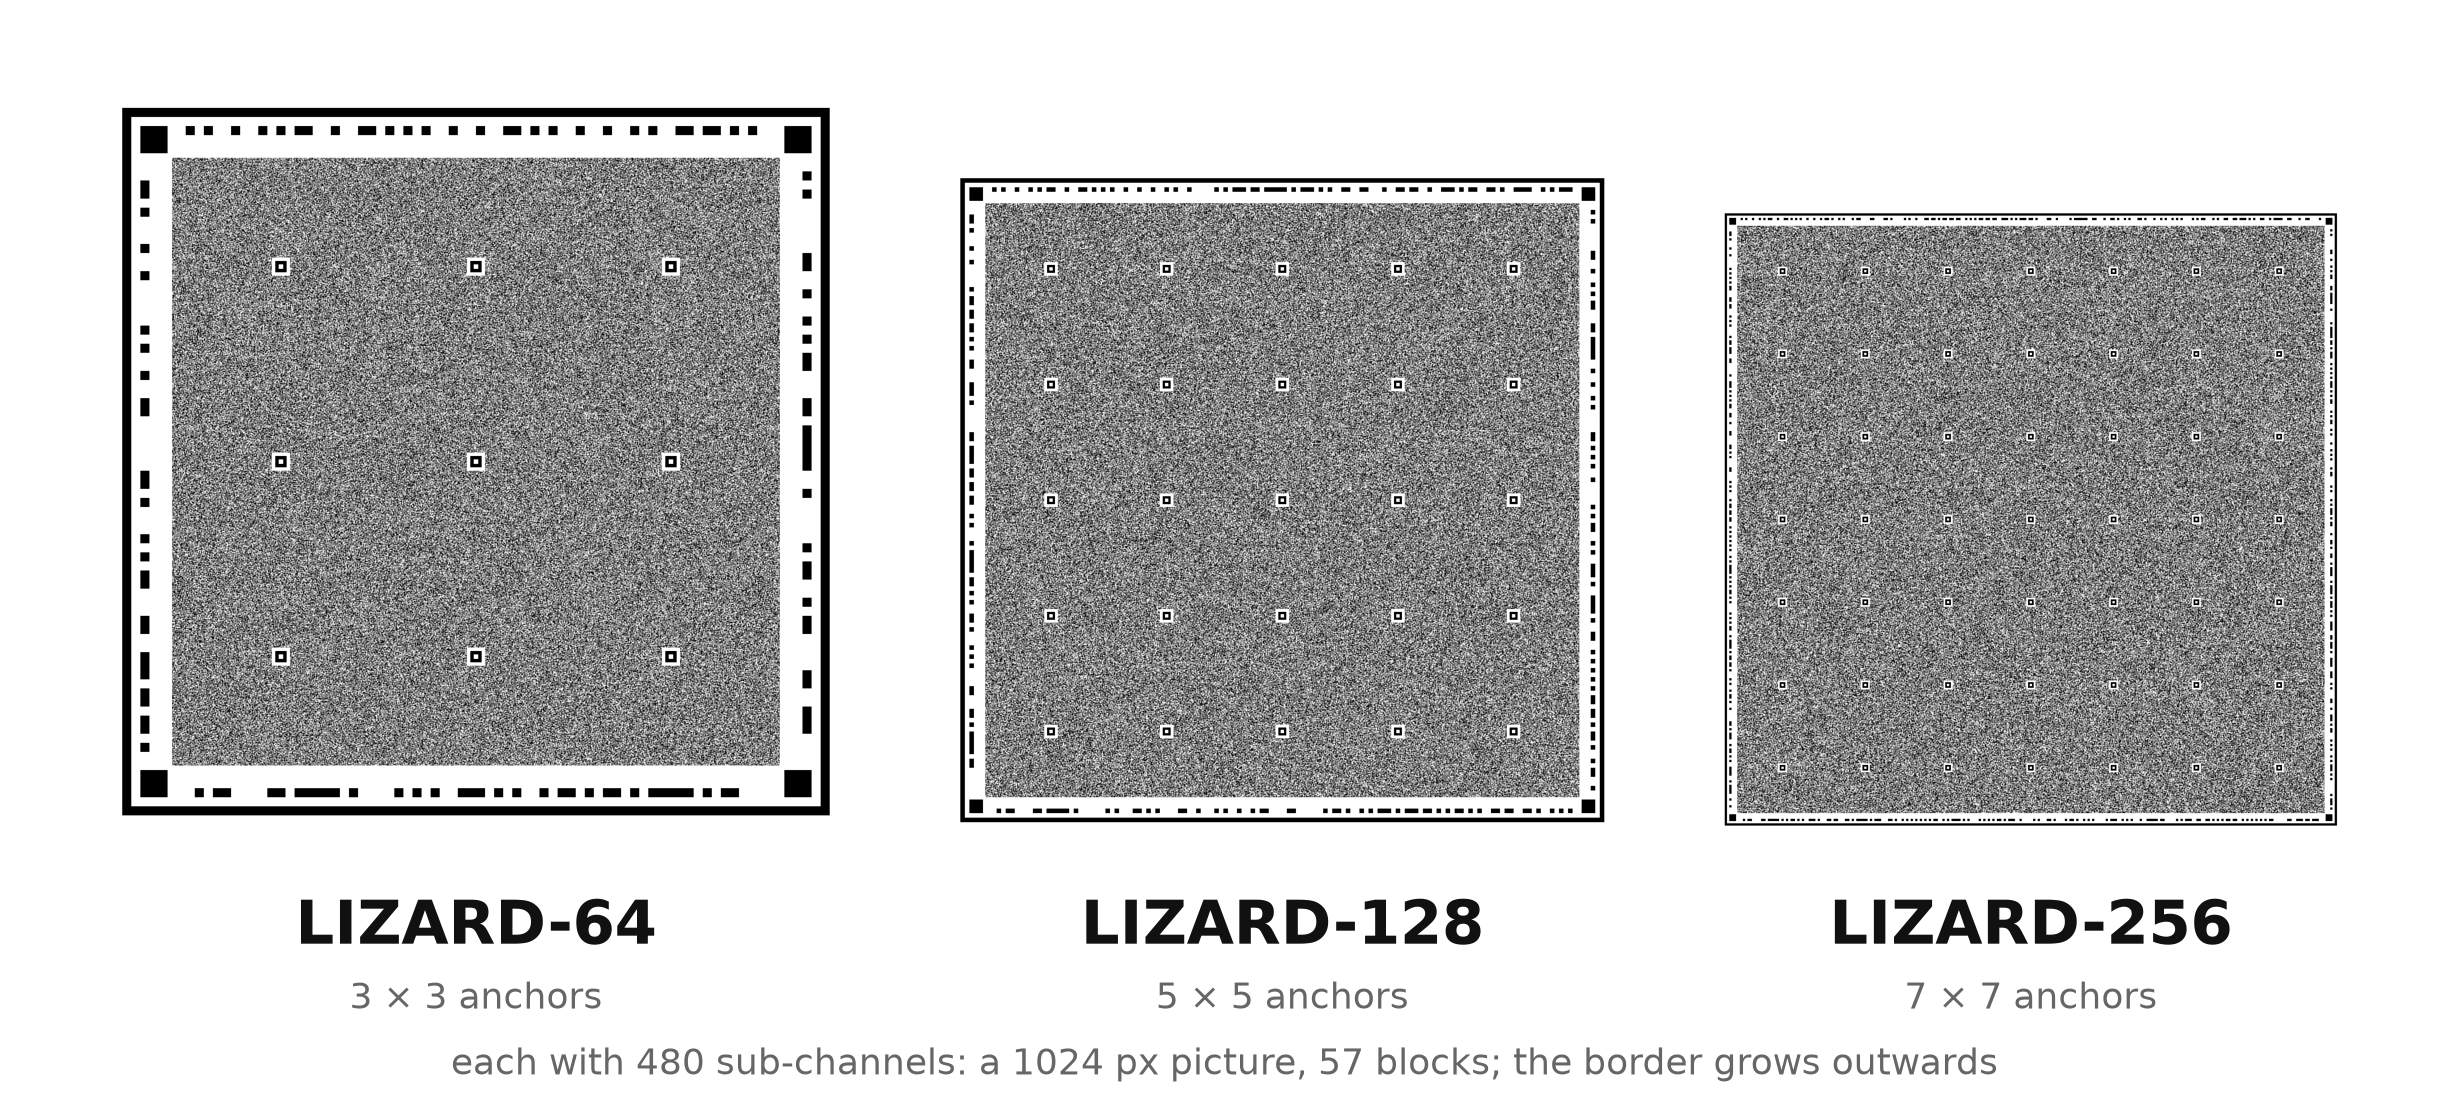 LIZARD-64 LIZARD-128 LIZARD-256
3 × 3 anchors 5 × 5 anchors 7 × 7 anchors
each with 480 sub-channels: a 1024 px picture, 57 blocks; the border grows outwards